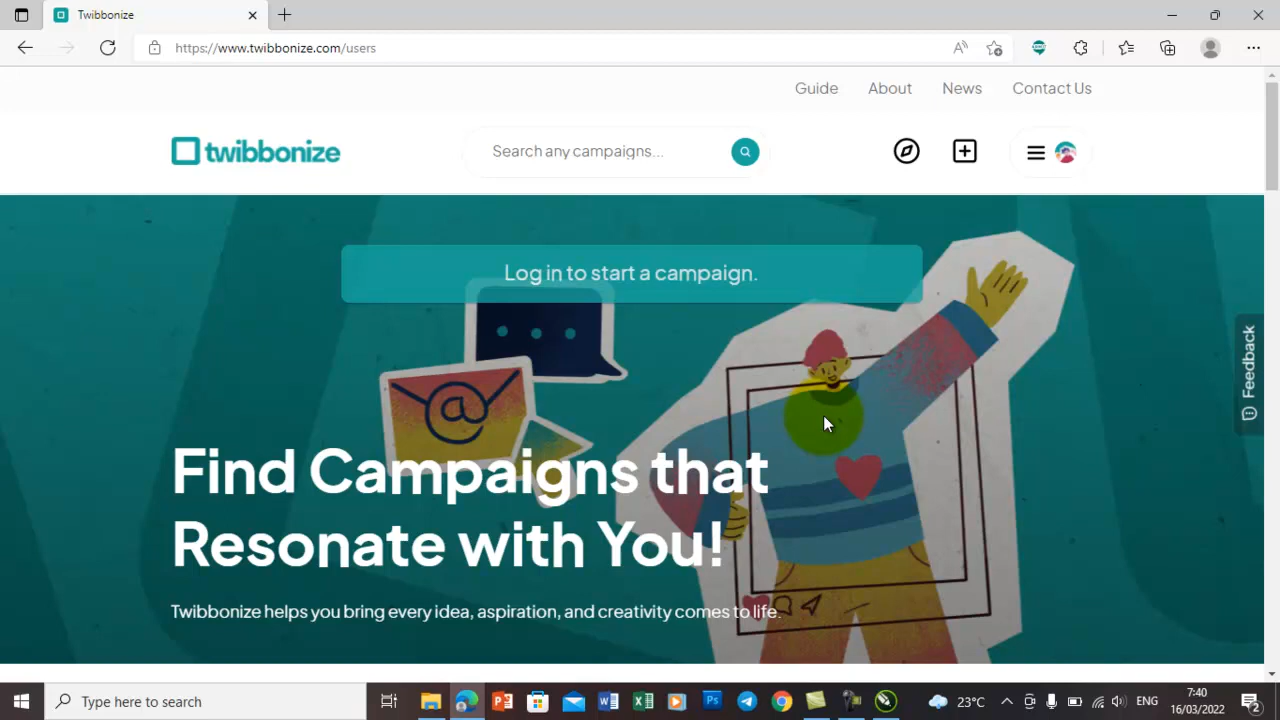 Twibbonize
https://www.twibbonize.com/users
Guide About News Contact Us
twibbonize
Search any campaigns...
Log in to start a campaign.
@
Feedback
Find Campaigns that
Resonate with You!
Twibbonize helps you bring every idea, aspiration, and creativity comes to life.
Type here to search
23°C
ENG
7:40
16/03/2022
2